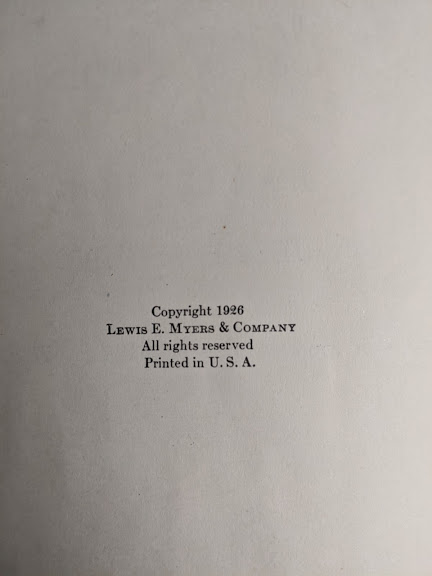 Copyright 1926
Lewis E. Myers & Company
All rights reserved
Printed in U. S. A.